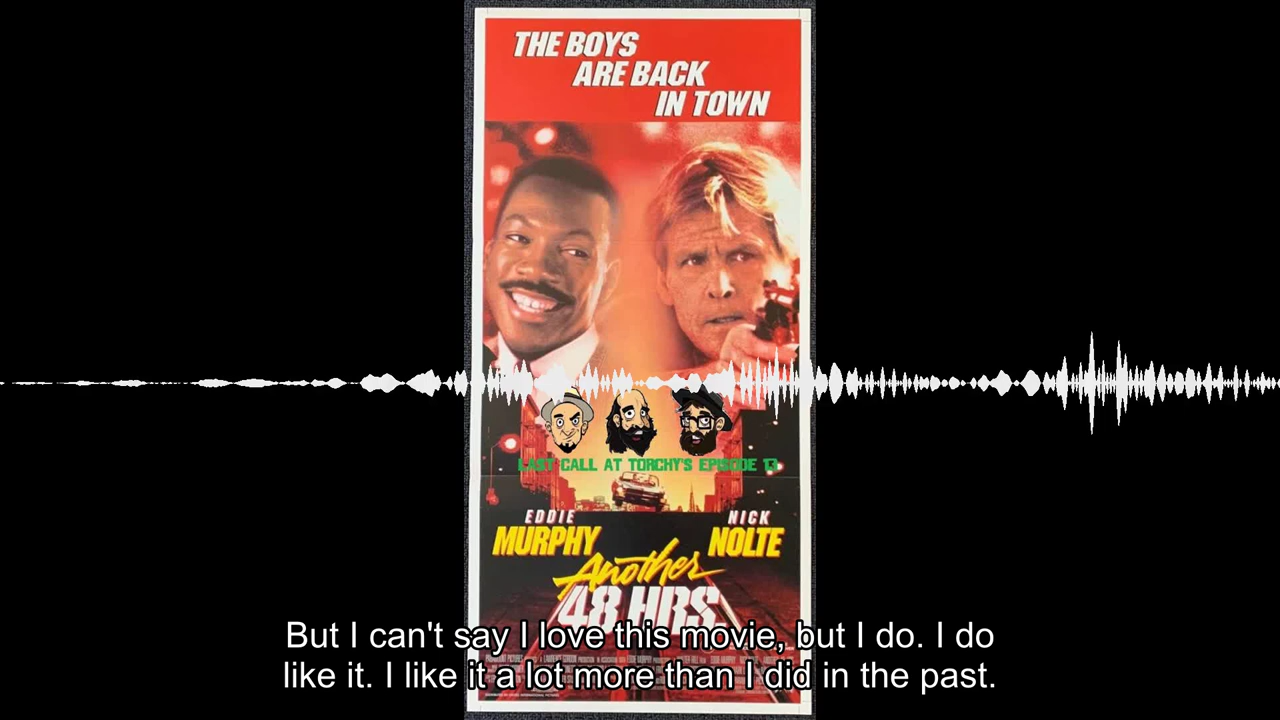 THE BOYS
ARE BACK
IN TOWN
LAST CALL AT TORCHY'S EPISODE 13
EDDIE
MURPHY
NICK
NOLTE
Another
48 HRS.
But I can't say I love this movie, but I do. I do
like it. I like it a lot more than I did in the past.